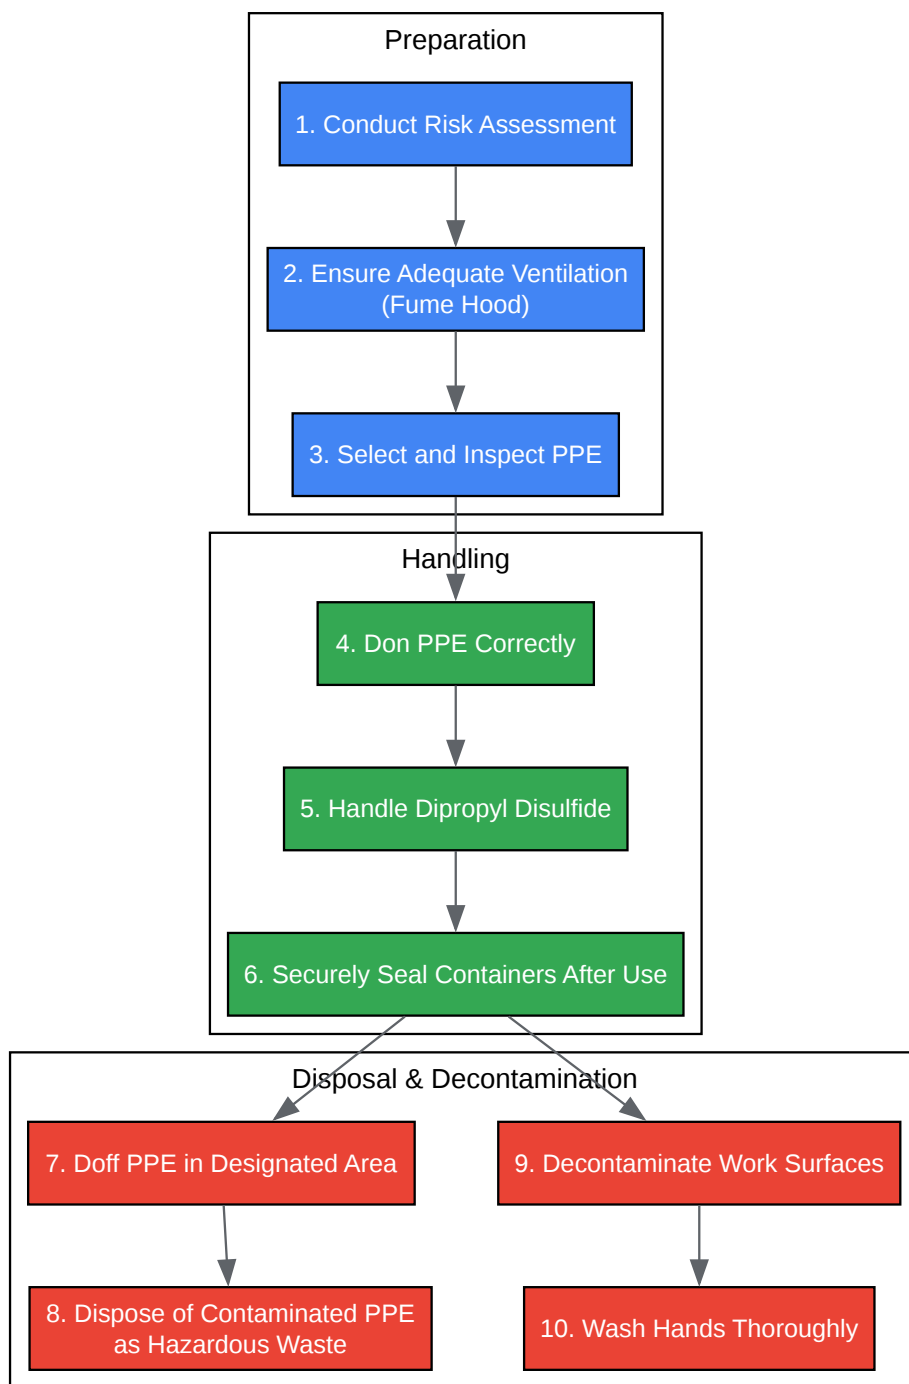 Preparation
1. Conduct Risk Assessment
2. Ensure Adequate Ventilation
(Fume Hood)
3. Select and Inspect PPE
Handling
4. Don PPE Correctly
5. Handle Dipropyl Disulfide
6. Securely Seal Containers After Use
Disposal & Decontamination
7. Doff PPE in Designated Area
8. Dispose of Contaminated PPE
as Hazardous Waste
9. Decontaminate Work Surfaces
10. Wash Hands Thoroughly